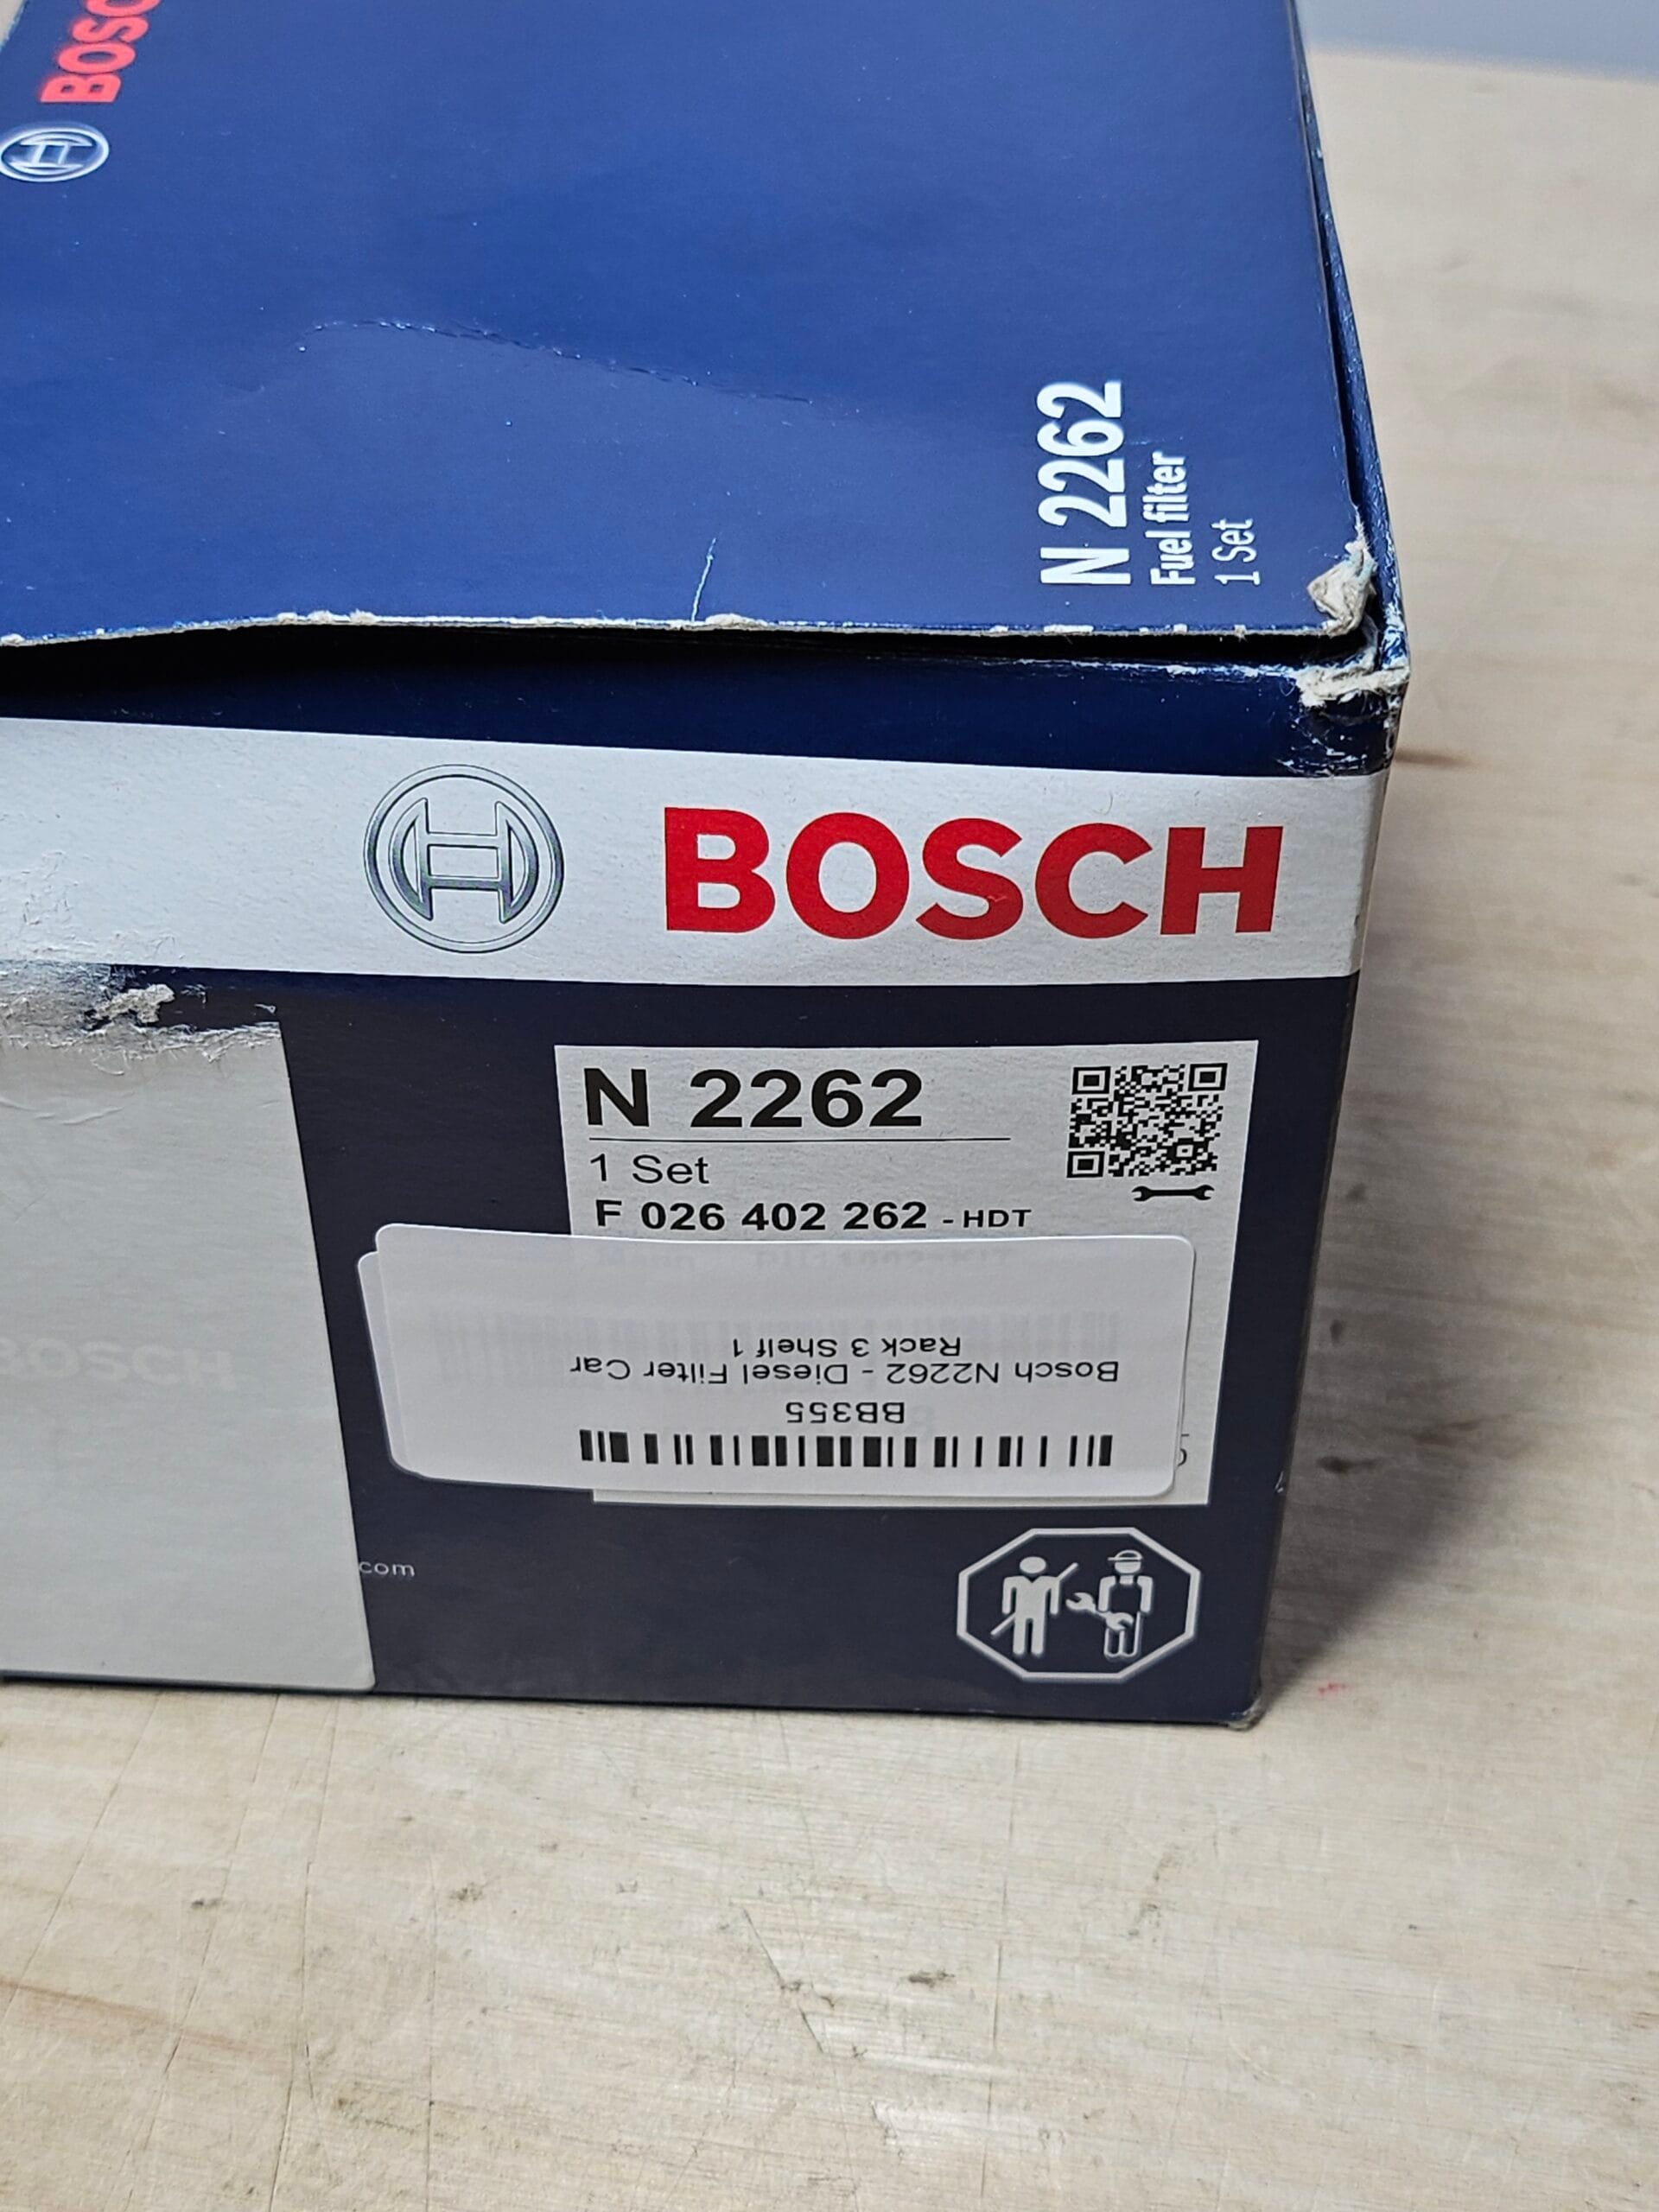 BOSC
N 2262
Fuel filter
1 Set
BOSCH
N 2262
1 Set
F 026 402 262 - HDT
BB355
Bosch N2262 - Diesel Filter Car
Rack 3 Shelf 1
BOSCH
.com